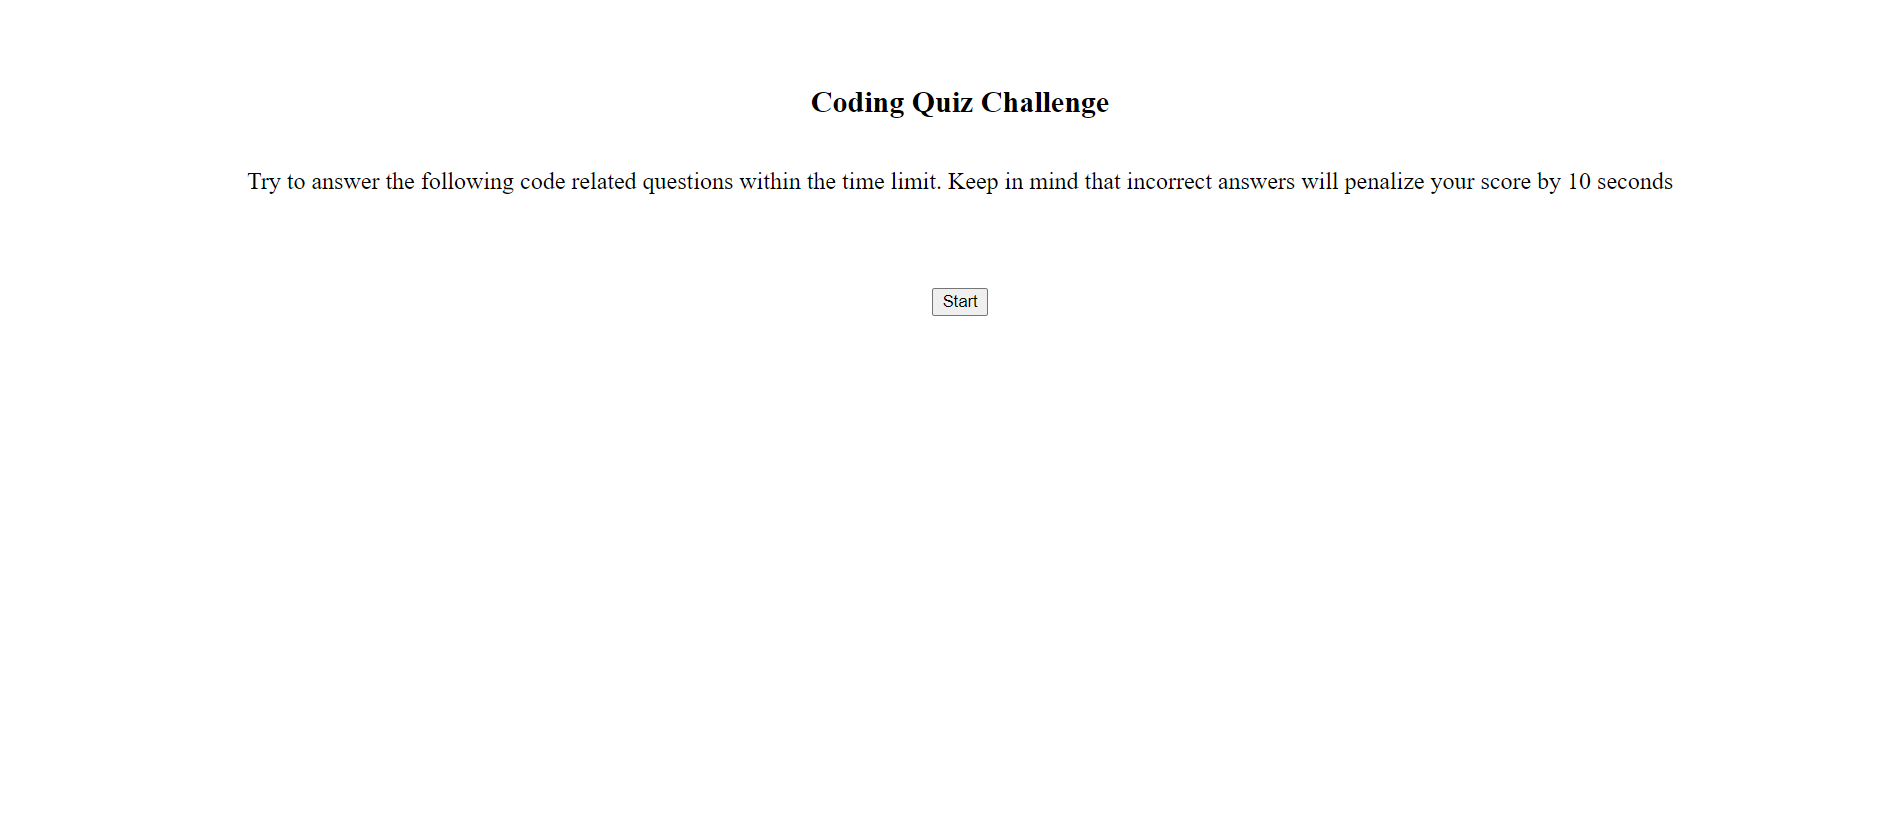 Coding Quiz Challenge
Try to answer the following code related questions within the time limit. Keep in mind that incorrect answers will penalize your score by 10 seconds
Start